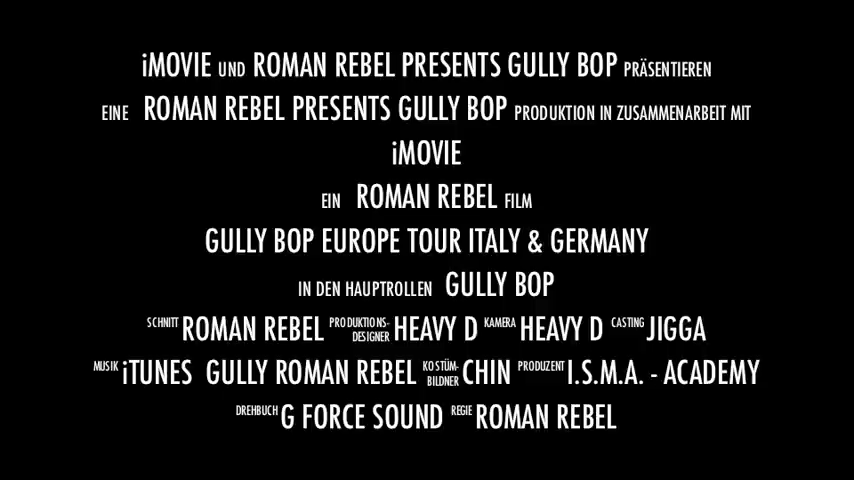 iMOVIE UND ROMAN REBEL PRESENTS GULLY BOP PRÄSENTIEREN
EINE ROMAN REBEL PRESENTS GULLY BOP PRODUKTION IN ZUSAMMENARBEIT MIT
iMOVIE
EIN ROMAN REBEL FILM
GULLY BOP EUROPE TOUR ITALY & GERMANY
IN DEN HAUPTROLLEN GULLY BOP
SCHNITT ROMAN REBEL PRODUKTIONS-DESIGNER HEAVY D KAMERA HEAVY D CASTING JIGGA
MUSIK iTUNES GULLY ROMAN REBEL KOSTÜM-BILDNER CHIN PRODUZENT I.S.M.A. - ACADEMY
DREHBUCH G FORCE SOUND REGIE ROMAN REBEL